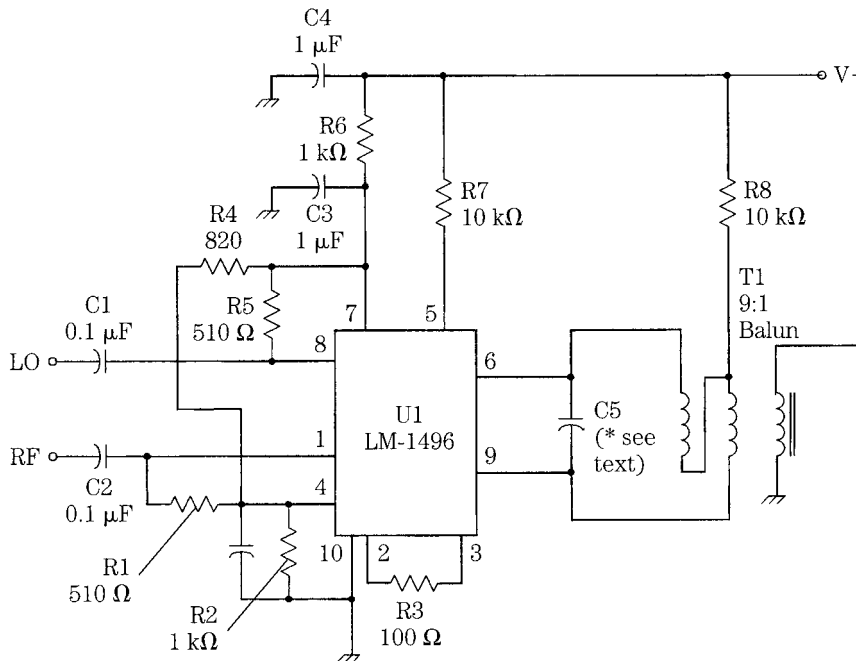 C4
1 μF
V-
R6
1 kΩ
R7
10 kΩ
R8
10 kΩ
C3
1 μF
R4
820
T1
9:1
Balun
R5
510 Ω
7
5
C1
0.1 μF
LO
8
6
U1
LM-1496
C5
(* see
text)
RF
1
9
C2
0.1 μF
4
10
2
3
R1
510 Ω
R2
1 kΩ
R3
100 Ω